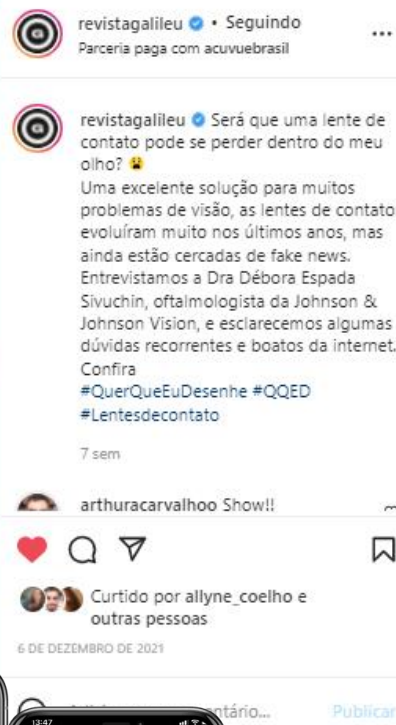 revistagalileu • Seguindo
Parceria paga com acuvuebrasil
revistagalileu Será que uma lente de
contato pode se perder dentro do meu
olho?
Uma excelente solução para muitos
problemas de visão, as lentes de contato
evoluíram muito nos últimos anos, mas
ainda estão cercadas de fake news.
Entrevistamos a Dra Débora Espada
Sivuchin, oftalmologista da Johnson &
Johnson Vision, e esclarecemos algumas
dúvidas recorrentes e boatos da internet.
Confira
#QuerQueEuDesenhe #QQED
#Lentesdecontato
7 sem
arthuracarvalhoo Show!!
Curtido por allyne_coelho e
outras pessoas
6 DE DEZEMBRO DE 2021
ntário... Publicar
13:47